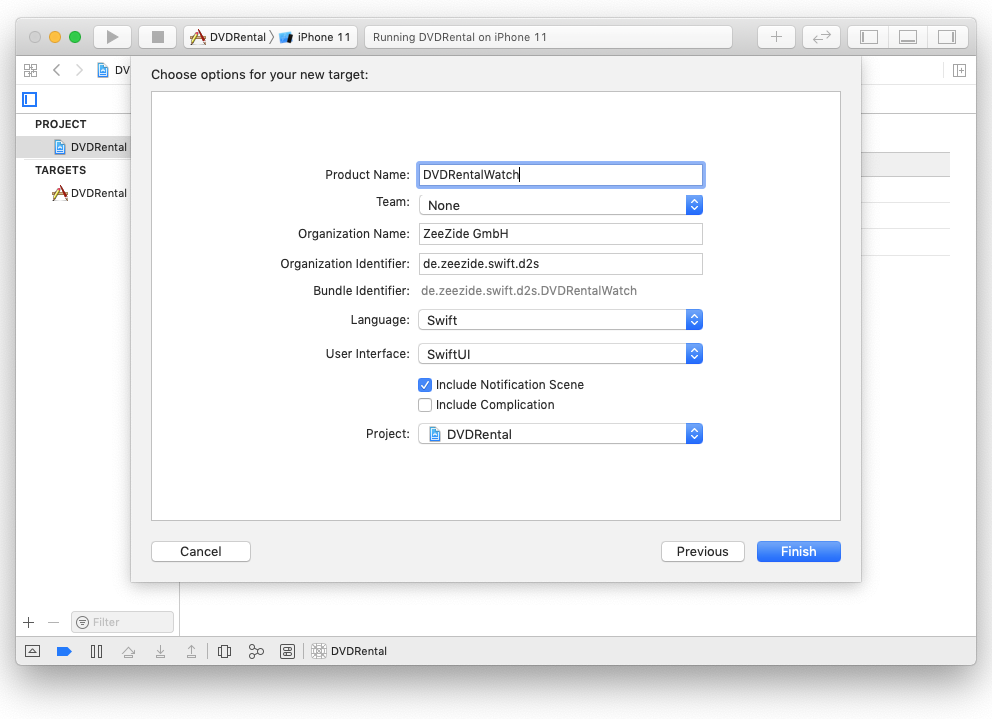 DVDRental 〉 iPhone 11
Running DVDRental on iPhone 11
DV
Choose options for your new target:
PROJECT
DVDRental
TARGETS
DVDRental
Product Name: DVDRentalWatch
Team: None
Organization Name: ZeeZide GmbH
Organization Identifier: de.zeezide.swift.d2s
Bundle Identifier: de.zeezide.swift.d2s.DVDRentalWatch
Language: Swift
User Interface: SwiftUI
Include Notification Scene
Include Complication
Project: DVDRental
Cancel
Previous
Finish
Filter
DVDRental